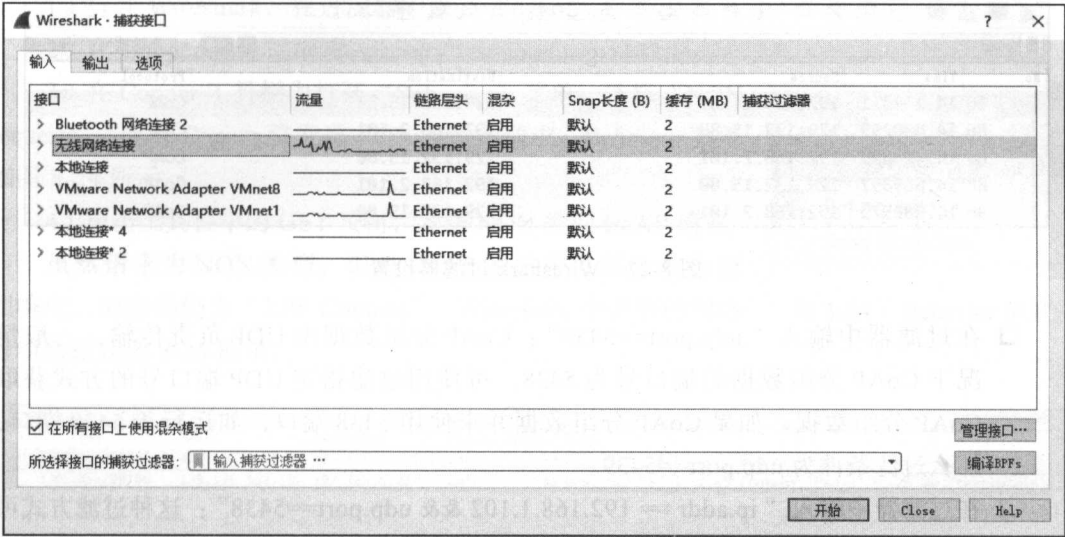 Wireshark · 捕获接口
? ×
输入 输出 选项
接口 流量 链路层头 混杂 Snap长度 (B) 缓存 (MB) 捕获过滤器
> Bluetooth 网络连接 2 Ethernet 启用 默认 2
> 无线网络连接 Ethernet 启用 默认 2
> 本地连接 Ethernet 启用 默认 2
> VMware Network Adapter VMnet8 Ethernet 启用 默认 2
> VMware Network Adapter VMnet1 Ethernet 启用 默认 2
> 本地连接* 4 Ethernet 启用 默认 2
> 本地连接* 2 Ethernet 启用 默认 2
在所有接口上使用混杂模式
管理接口…
所选择接口的捕获过滤器: 输入捕获过滤器 …
编译BPFs
开始 Close Help